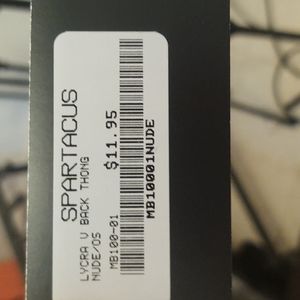 SPARTACUS
LYCRA V BACK THONG
NUDE/OS
$11.95
MB100-01
MB10001NUDE